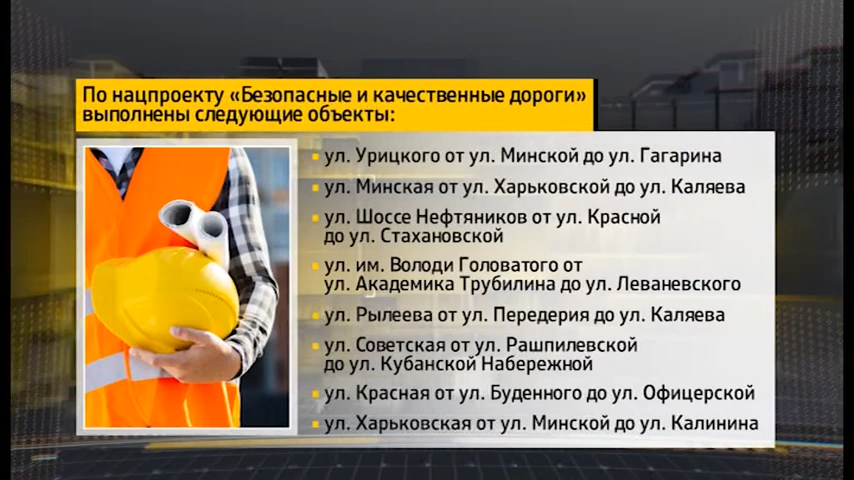 По нацпроекту «Безопасные и качественные дороги»
выполнены следующие объекты:
ул. Урицкого от ул. Минской до ул. Гагарина
ул. Минская от ул. Харьковской до ул. Каляева
ул. Шоссе Нефтяников от ул. Красной
до ул. Стахановской
ул. им. Володи Головатого от
ул. Академика Трубилина до ул. Леваневского
ул. Рылеева от ул. Передерия до ул. Каляева
ул. Советская от ул. Рашпилевской
до ул. Кубанской Набережной
ул. Красная от ул. Буденного до ул. Офицерской
ул. Харьковская от ул. Минской до ул. Калинина